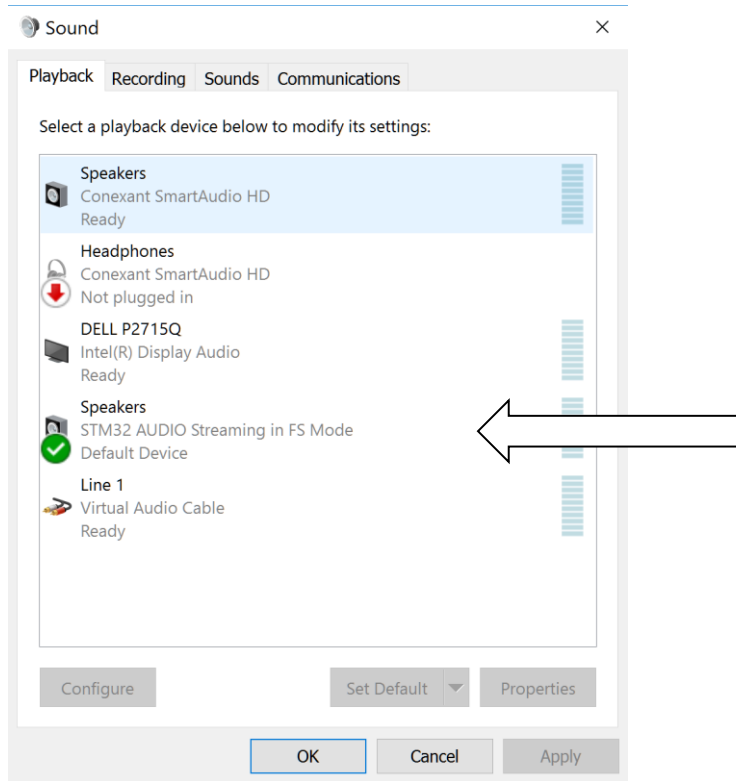 Sound
Playback Recording Sounds Communications
Select a playback device below to modify its settings:
Speakers
Conexant SmartAudio HD
Ready
Headphones
Conexant SmartAudio HD
Not plugged in
DELL P2715Q
Intel(R) Display Audio
Ready
Speakers
STM32 AUDIO Streaming in FS Mode
Default Device
Line 1
Virtual Audio Cable
Ready
Configure Set Default Properties
OK Cancel Apply